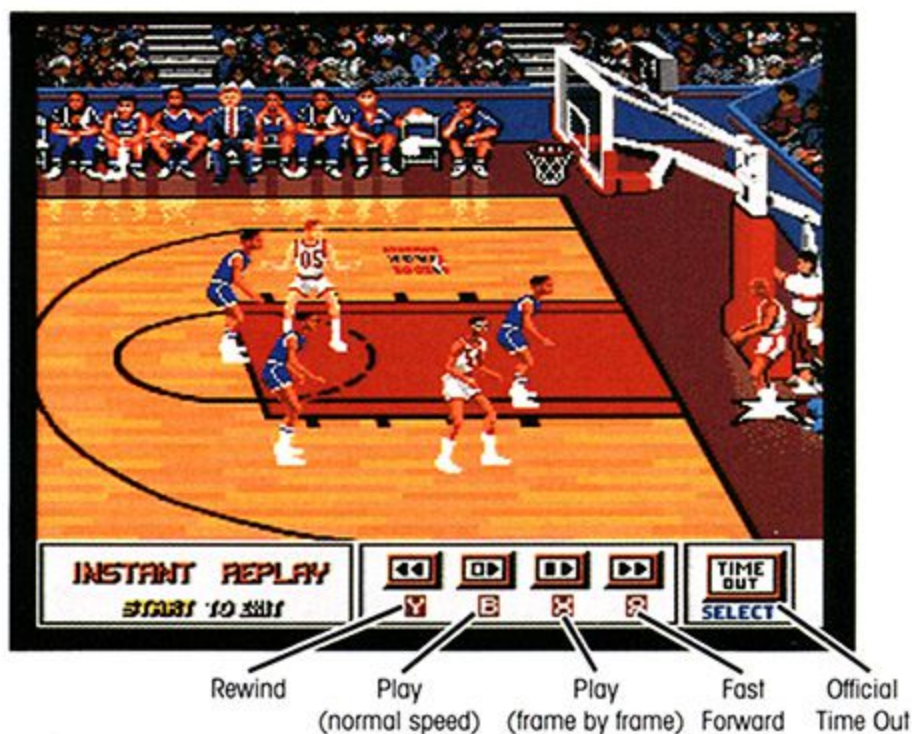 05
INSTANT REPLAY
START TO EXIT
Y B X A
TIME
OUT
SELECT
Rewind
Play
(normal speed)
Play
(frame by frame)
Fast
Forward
Official
Time Out